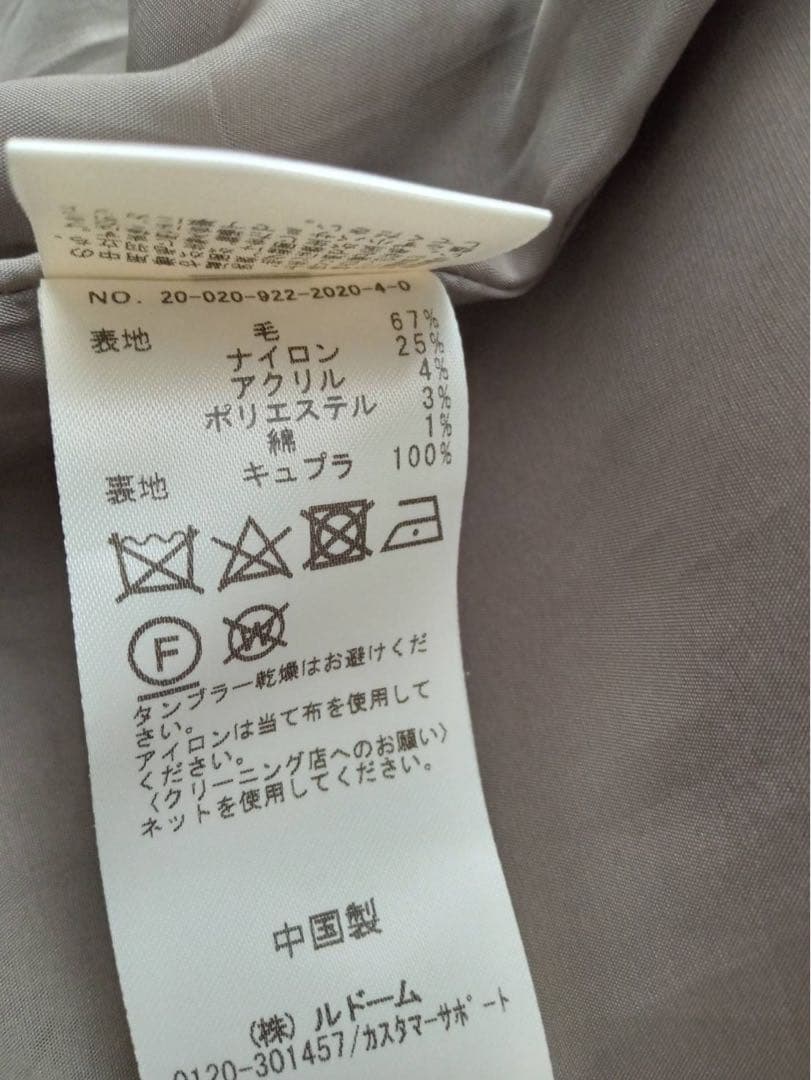 NO. 20-020-922-2020-4-0
表地 毛 67%
ナイロン 25%
アクリル 4%
ポリエステル 3%
綿 1%
表地 キュプラ 100%
F
W
タンブラー乾燥はお避けくだ
さい。
アイロンは当て布を使用して
ください。
〈クリーニング店へのお願い〉
ネットを使用してください。
中国製
(株)ルドーム
0120-301457/カスタマーサポート